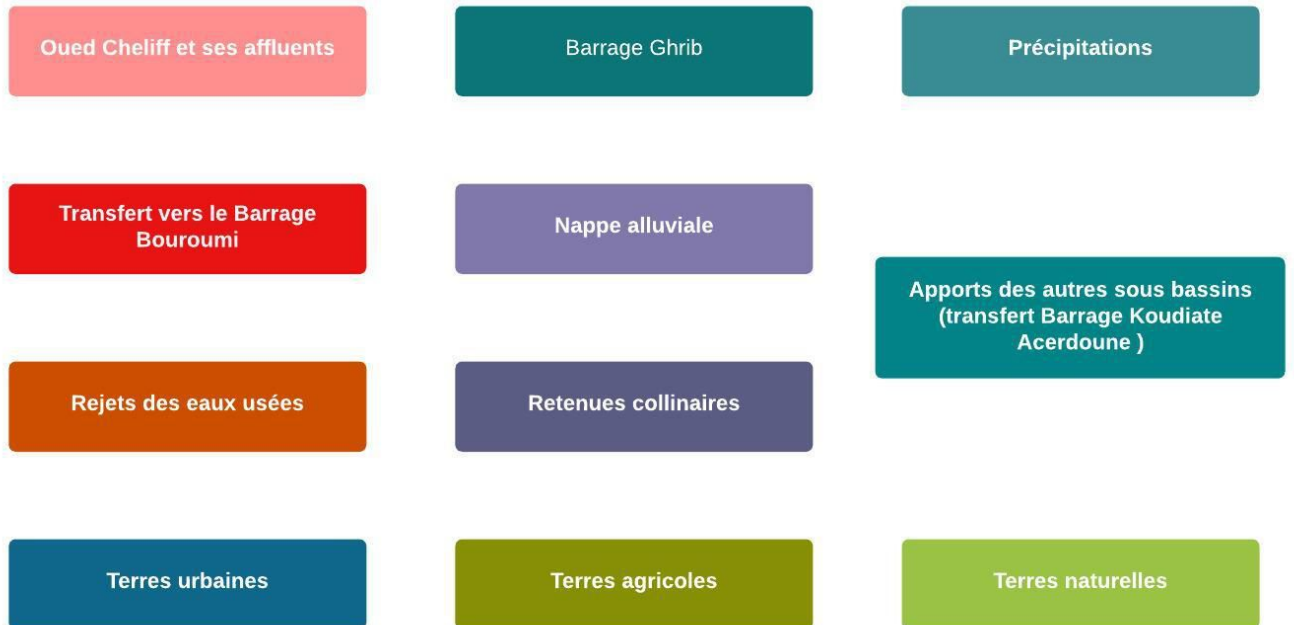 Oued Cheliff et ses affluents
Barrage Ghrib
Précipitations
Transfert vers le Barrage
Bouroumi
Nappe alluviale
Apports des autres sous bassins
(transfert Barrage Koudiate
Acerdoune )
Rejets des eaux usées
Retenues collinaires
Terres urbaines
Terres agricoles
Terres naturelles